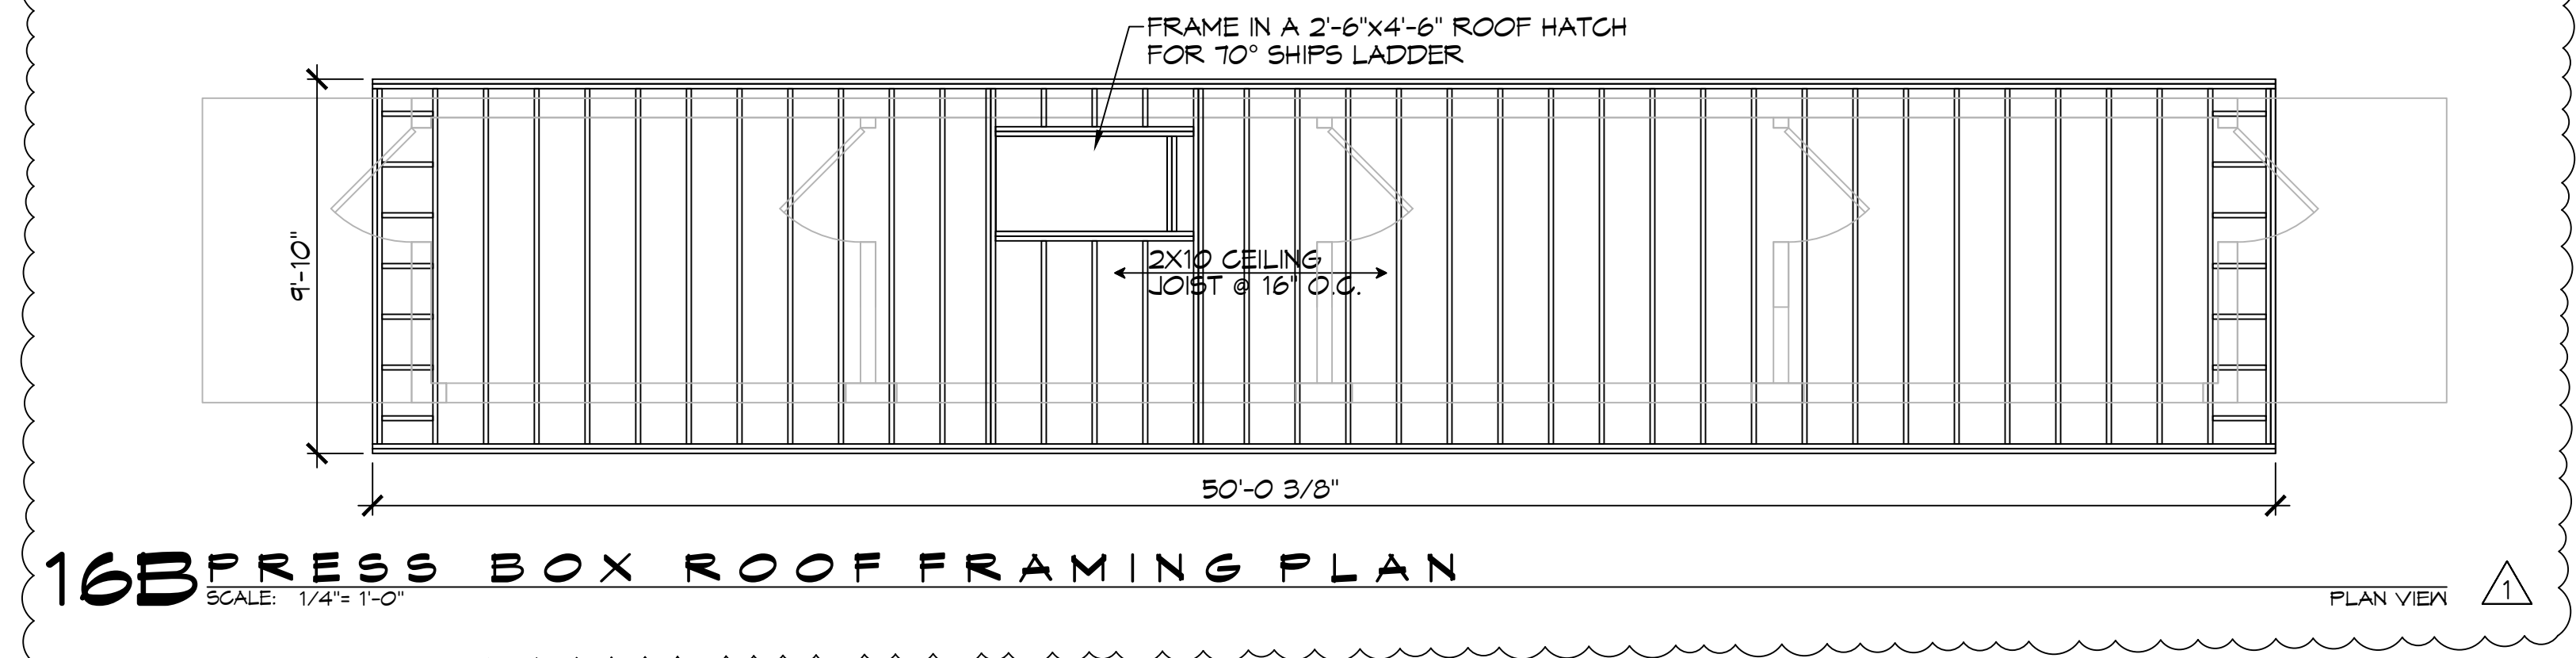 FRAME IN A 2'-6"X4'-6" ROOF HATCH
FOR 70° SHIPS LADDER
9'-10"
2X10 CEILING
JOIST @ 16" O.C.
50'-0 3/8"
16B PRESS BOX ROOF FRAMING PLAN
SCALE: 1/4"= 1'-0"
PLAN VIEW
1